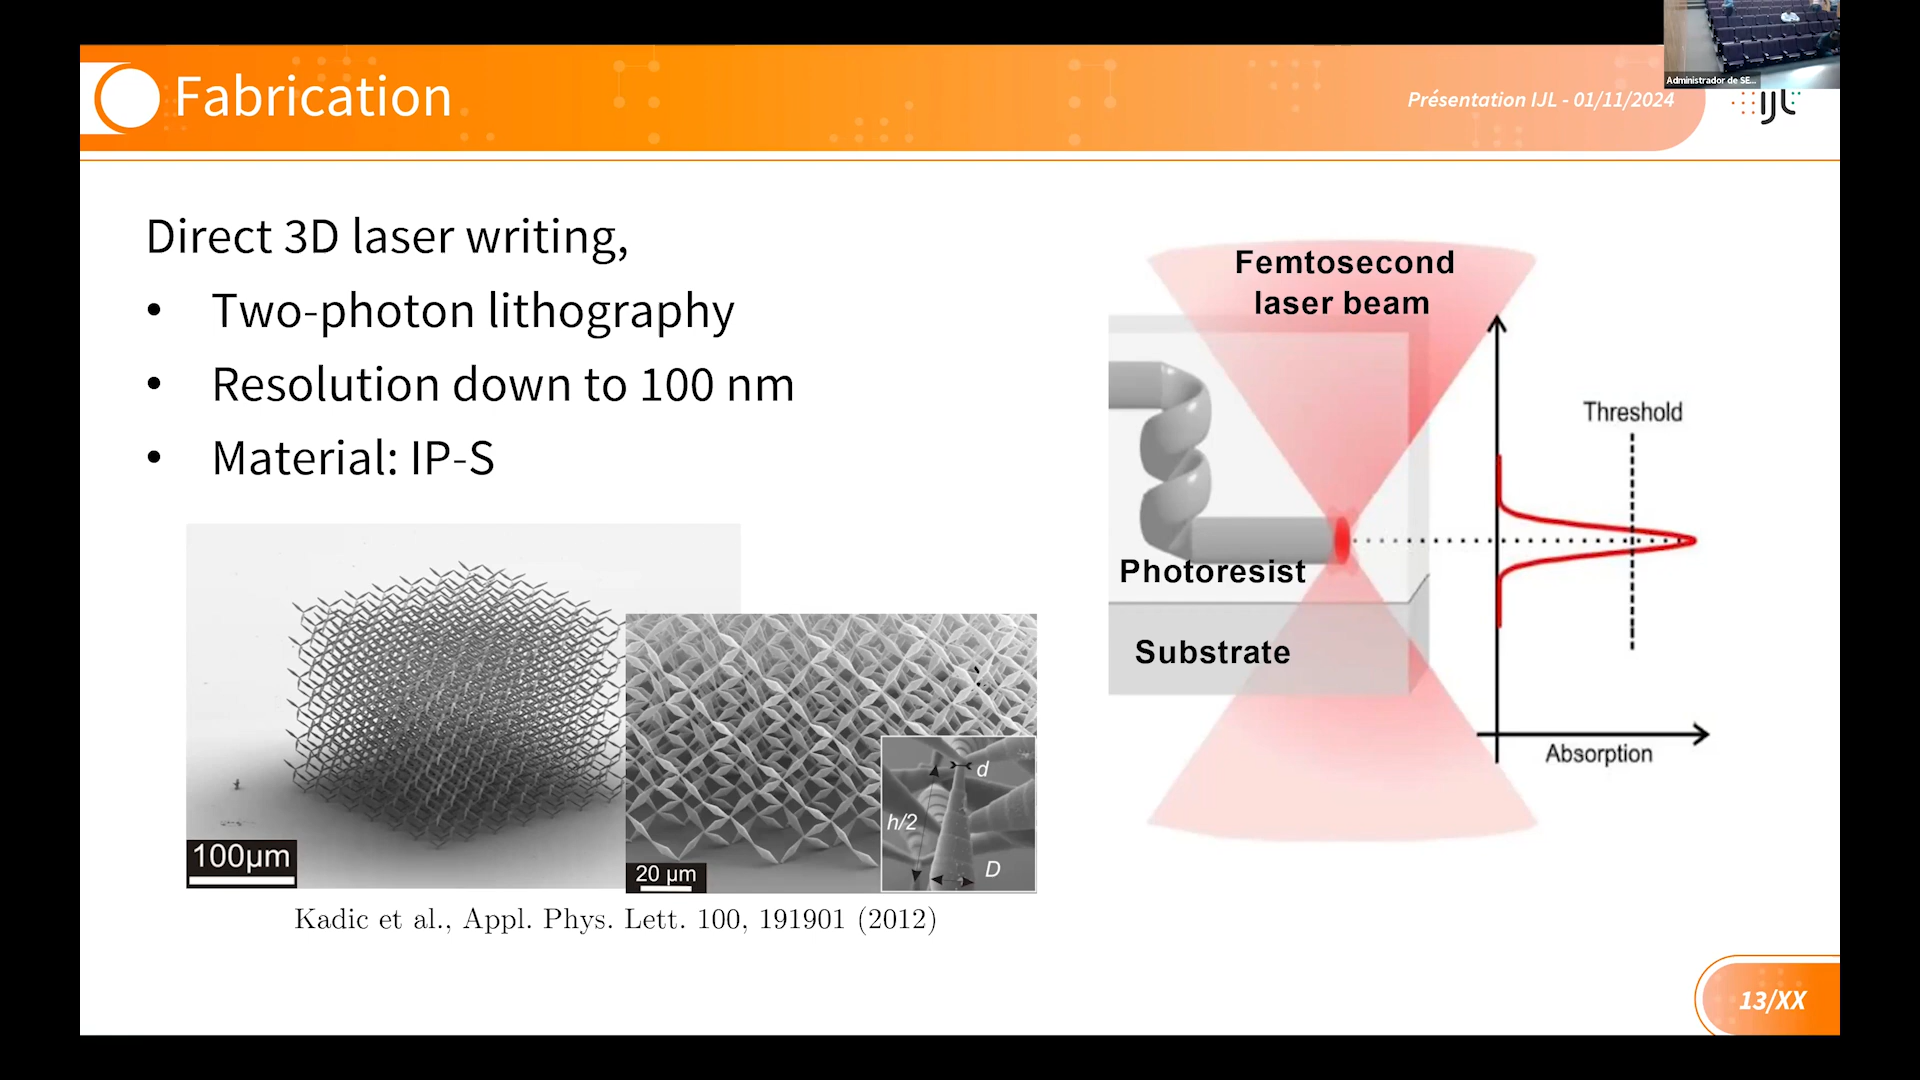 Administrador de SE...
Fabrication
Présentation IJL - 01/11/2024
ijl
Direct 3D laser writing,
• Two-photon lithography
• Resolution down to 100 nm
• Material: IP-S
100µm
20 µm
d
h/2
D
Kadic et al., Appl. Phys. Lett. 100, 191901 (2012)
Femtosecond
laser beam
Threshold
Photoresist
Substrate
Absorption
13/XX